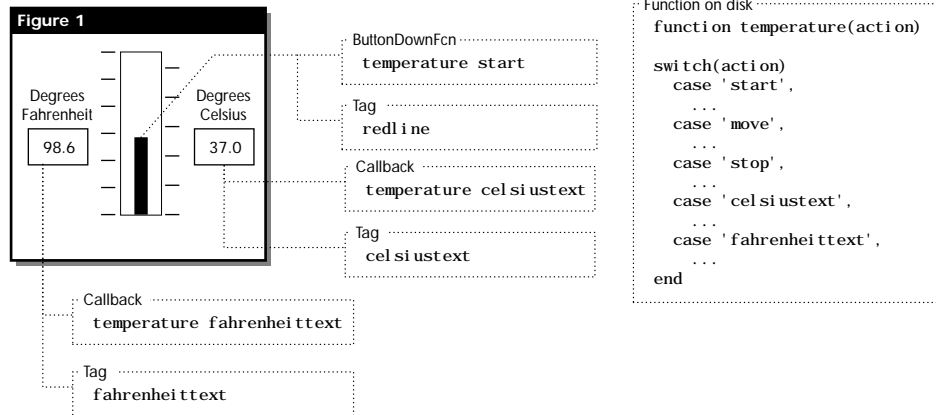 Figure 1
Degrees
Fahrenheit
98.6
Degrees
Celsius
37.0
ButtonDownFcn
temperature start
Tag
redline
Callback
temperature celsiustext
Tag
celsiustext
Callback
temperature fahrenheittext
Tag
fahrenheittext
Function on disk
function temperature(action)
switch(action)
case 'start',
...
case 'move',
...
case 'stop',
...
case 'celsiustext',
...
case 'fahrenheittext',
...
end